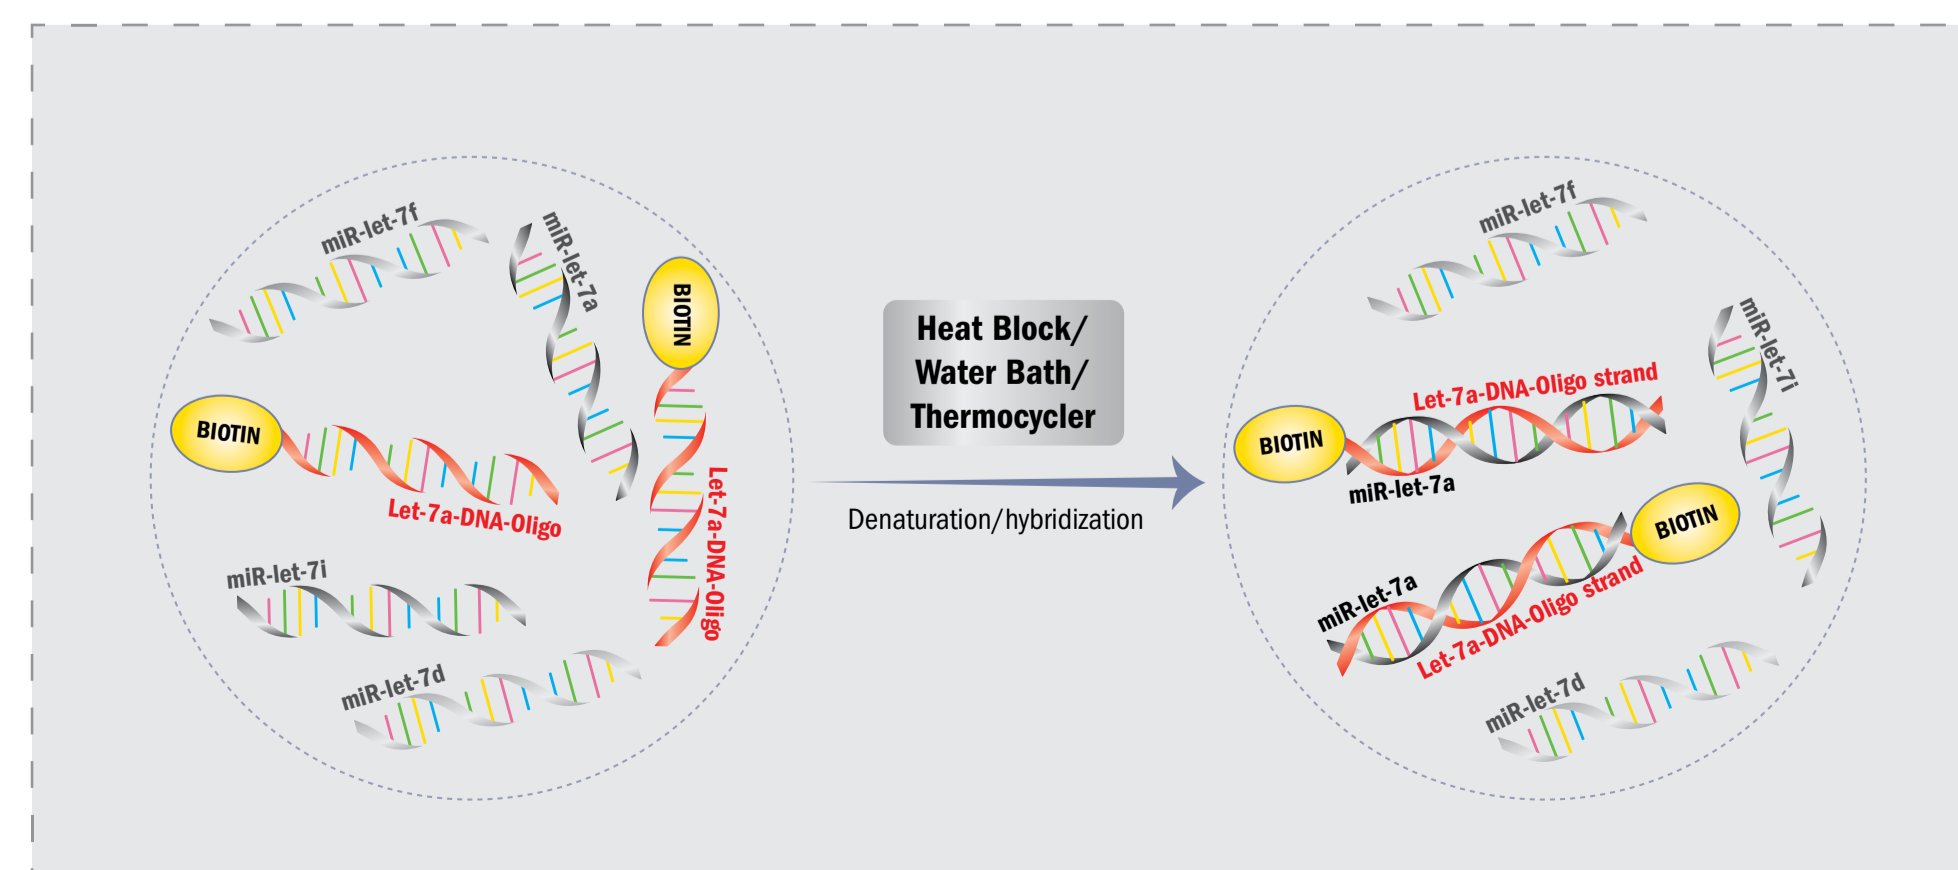 miR-let-7f
miR-let-7a
BIOTIN
BIOTIN
Let-7a-DNA-Oligo
Let-7a-DNA-Oligo
miR-let-7i
miR-let-7d
Heat Block/
Water Bath/
Thermocycler
Denaturation/hybridization
miR-let-7f
miR-let-7i
Let-7a-DNA-Oligo strand
BIOTIN
miR-let-7a
BIOTIN
miR-let-7a
Let-7a-DNA-Oligo strand
miR-let-7d